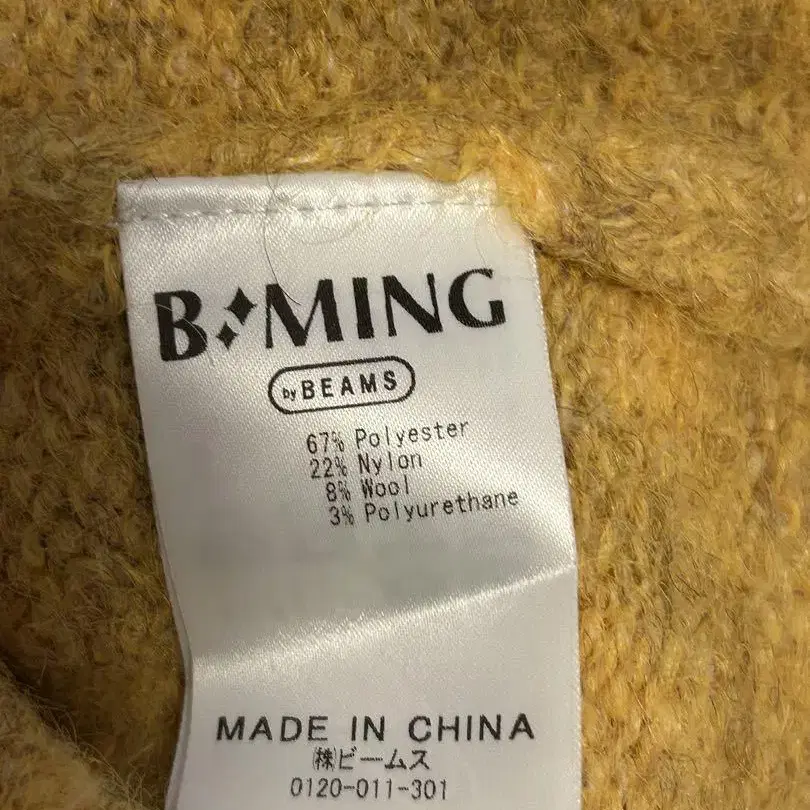 B MING
by BEAMS
67% Polyester
22% Nylon
8% Wool
3% Polyurethane
MADE IN CHINA
㈱ビームス
0120-011-301